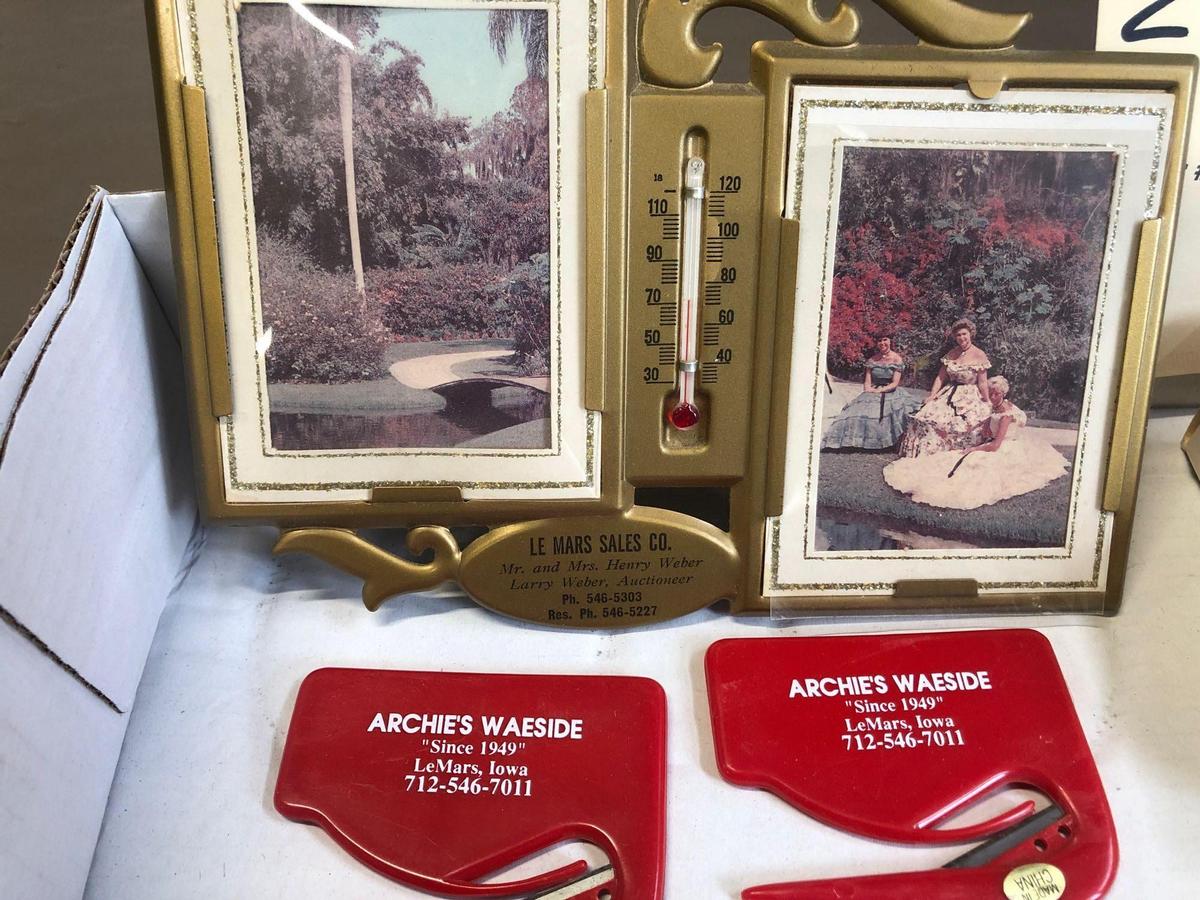 2
18
120
110
100
90
80
70
60
50
40
30
LE MARS SALES CO.
Mr. and Mrs. Henry Weber
Larry Weber, Auctioneer
Ph. 546-5303
Res. Ph. 546-5227
ARCHIE'S WAESIDE
"Since 1949"
LeMars, Iowa
712-546-7011
ARCHIE'S WAESIDE
"Since 1949"
LeMars, Iowa
712-546-7011
MADE IN
CHINA